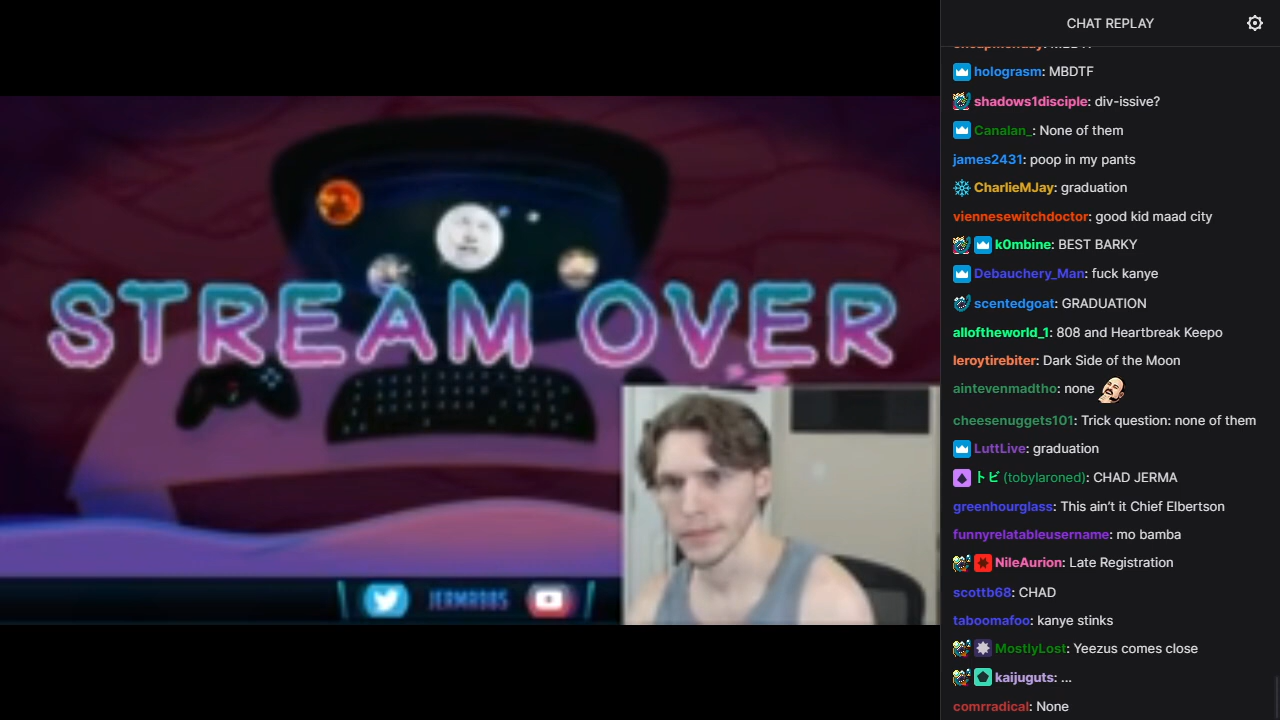 STREAM OVER
JERMA985
CHAT REPLAY
holograsm: MBDTF
shadows1disciple: div-issive?
Canalan_: None of them
james2431: poop in my pants
CharlieMJay: graduation
viennesewitchdoctor: good kid maad city
k0mbine: BEST BARKY
Debauchery_Man: fuck kanye
scentedgoat: GRADUATION
alloftheworld_1: 808 and Heartbreak Keepo
leroytirebiter: Dark Side of the Moon
aintevenmadtho: none
cheesenuggets101: Trick question: none of them
LuttLive: graduation
トビ (tobylaroned): CHAD JERMA
greenhourglass: This ain't it Chief Elbertson
funnyrelatableusername: mo bamba
NileAurion: Late Registration
scottb68: CHAD
taboomafoo: kanye stinks
MostlyLost: Yeezus comes close
kaijuguts: ...
comrradical: None